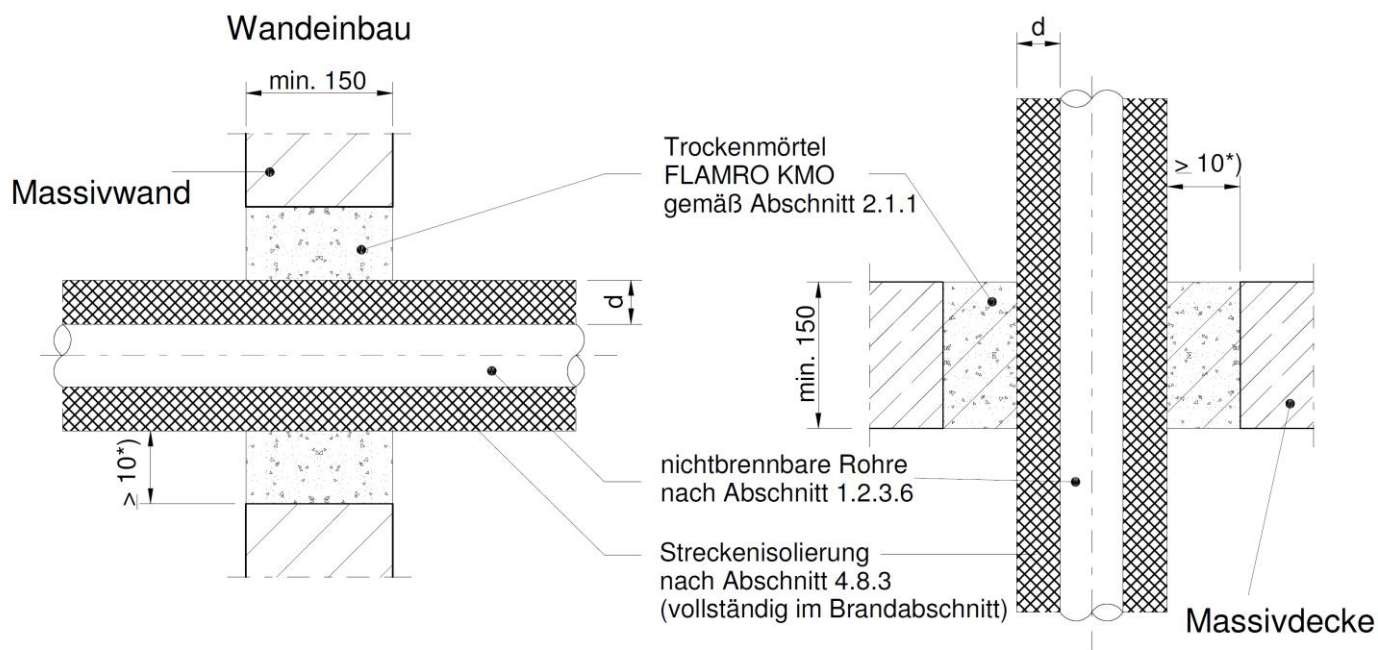 Wandeinbau
min. 150
Massivwand
d
≥ 10*)
Trockenmörtel
FLAMRO KMO
gemäß Abschnitt 2.1.1
nichtbrennbare Rohre
nach Abschnitt 1.2.3.6
Streckenisolierung
nach Abschnitt 4.8.3
(vollständig im Brandabschnitt)
d
≥ 10*)
min. 150
Massivdecke